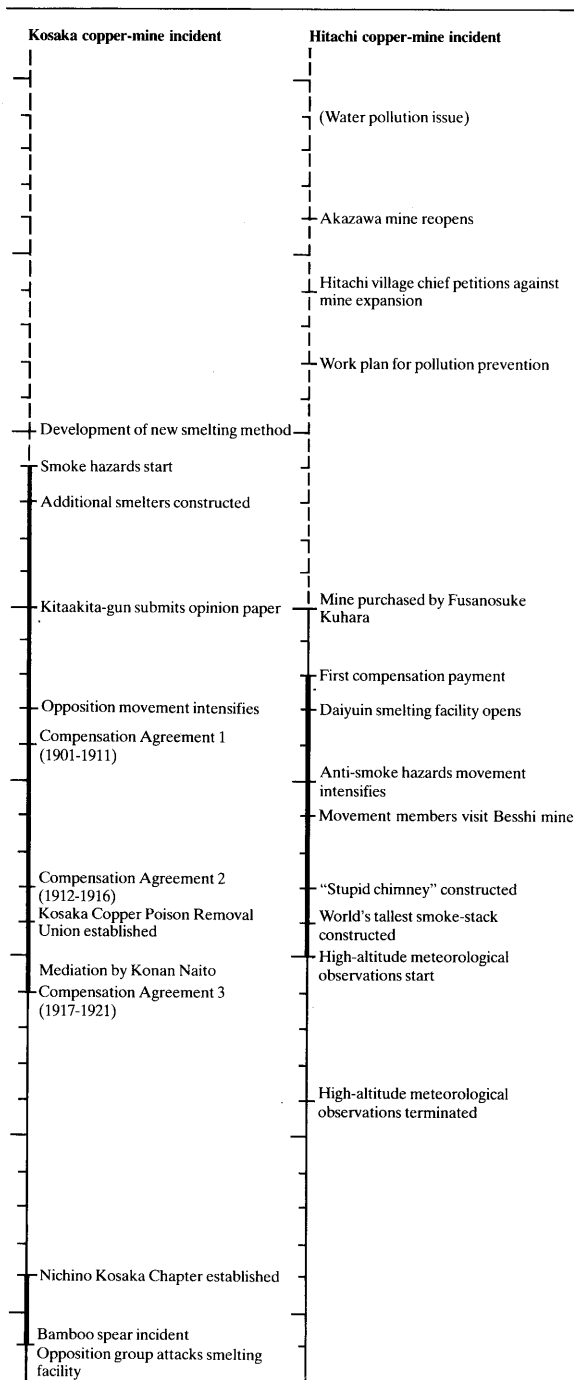 Kosaka copper-mine incident
Development of new smelting method
Smoke hazards start
Additional smelters constructed
Kitaakita-gun submits opinion paper
Opposition movement intensifies
Compensation Agreement 1
(1901-1911)
Compensation Agreement 2
(1912-1916)
Kosaka Copper Poison Removal
Union established
Mediation by Konan Naito
Compensation Agreement 3
(1917-1921)
Nichino Kosaka Chapter established
Bamboo spear incident
Opposition group attacks smelting
facility
Hitachi copper-mine incident
(Water pollution issue)
Akazawa mine reopens
Hitachi village chief petitions against
mine expansion
Work plan for pollution prevention
Mine purchased by Fusanosuke
Kuhara
First compensation payment
Daiyuin smelting facility opens
Anti-smoke hazards movement
intensifies
Movement members visit Besshi mine
“Stupid chimney” constructed
World's tallest smoke-stack
constructed
High-altitude meteorological
observations start
High-altitude meteorological
observations terminated